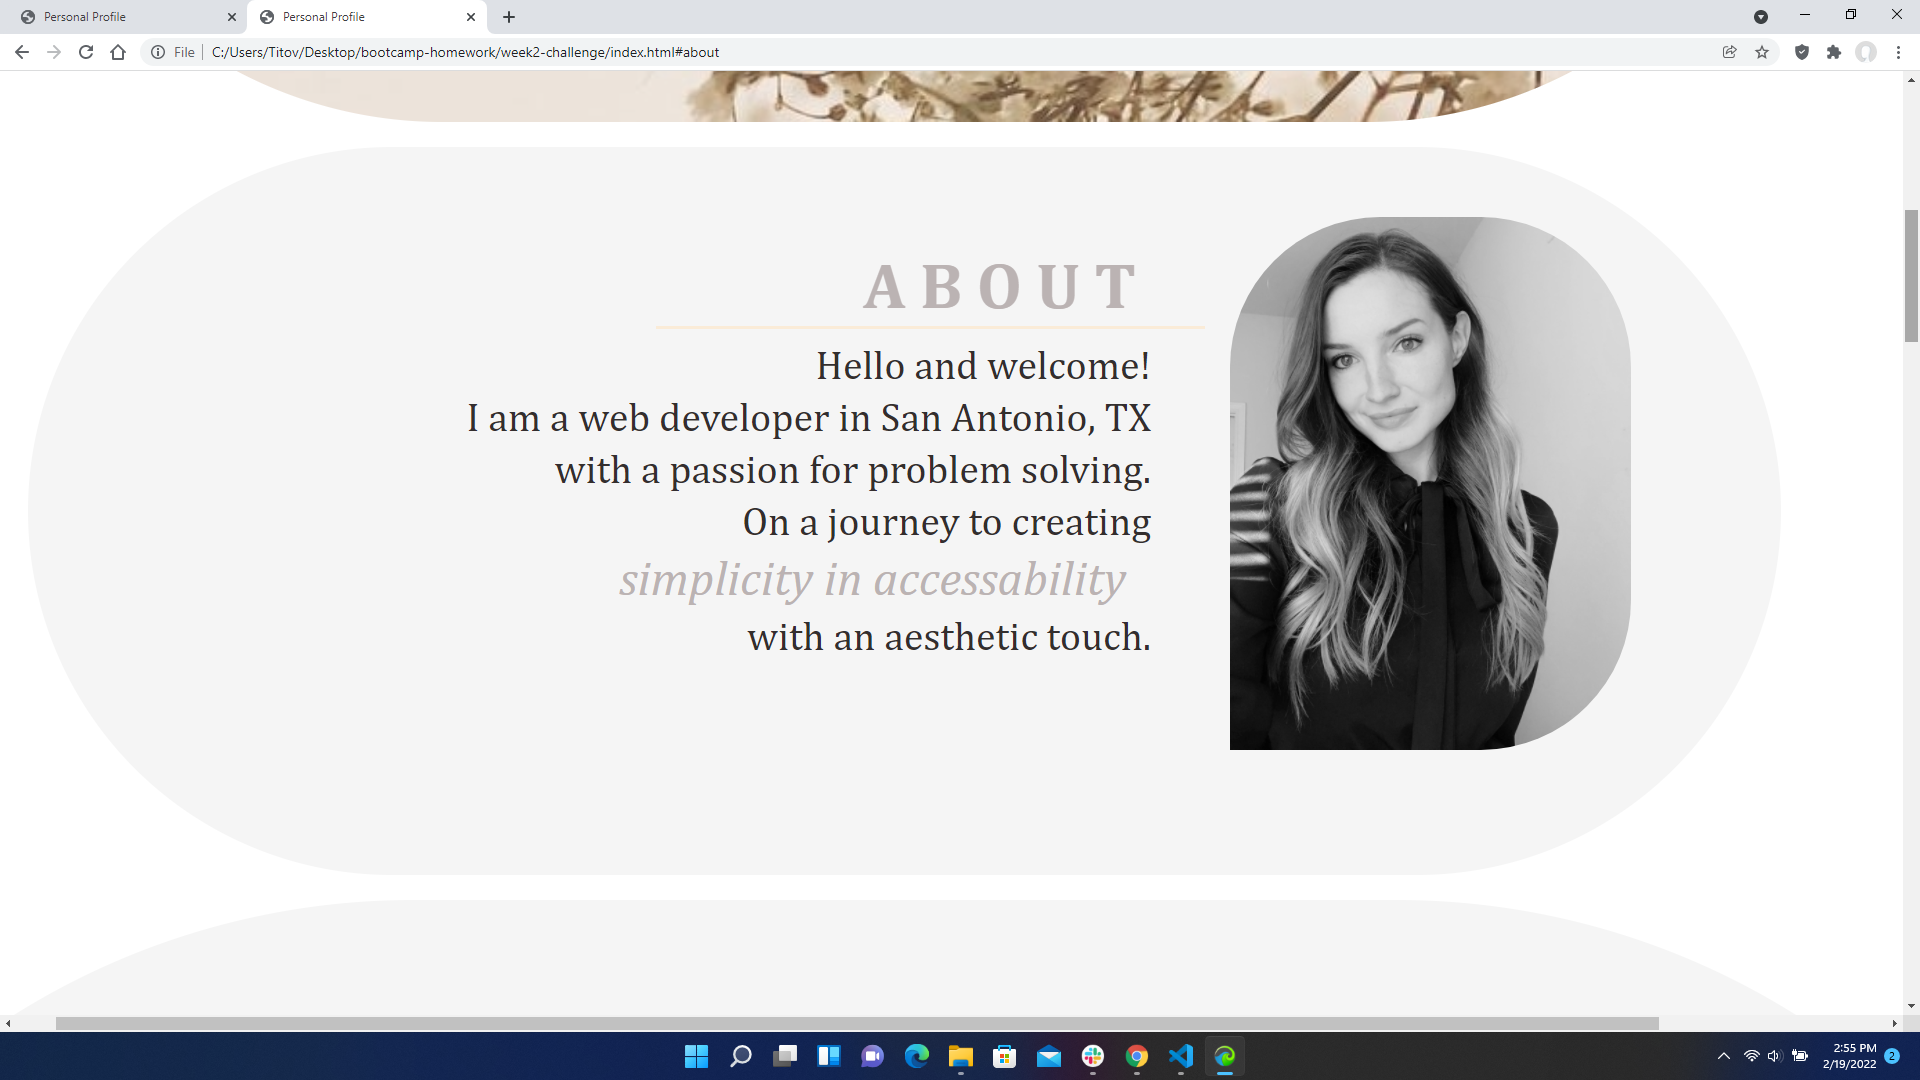 Personal Profile
Personal Profile
File
C:/Users/Titov/Desktop/bootcamp-homework/week2-challenge/index.html#about
ABOUT
Hello and welcome!
I am a web developer in San Antonio, TX
with a passion for problem solving.
On a journey to creating
simplicity in accessability
with an aesthetic touch.
2:55 PM
2/19/2022
2